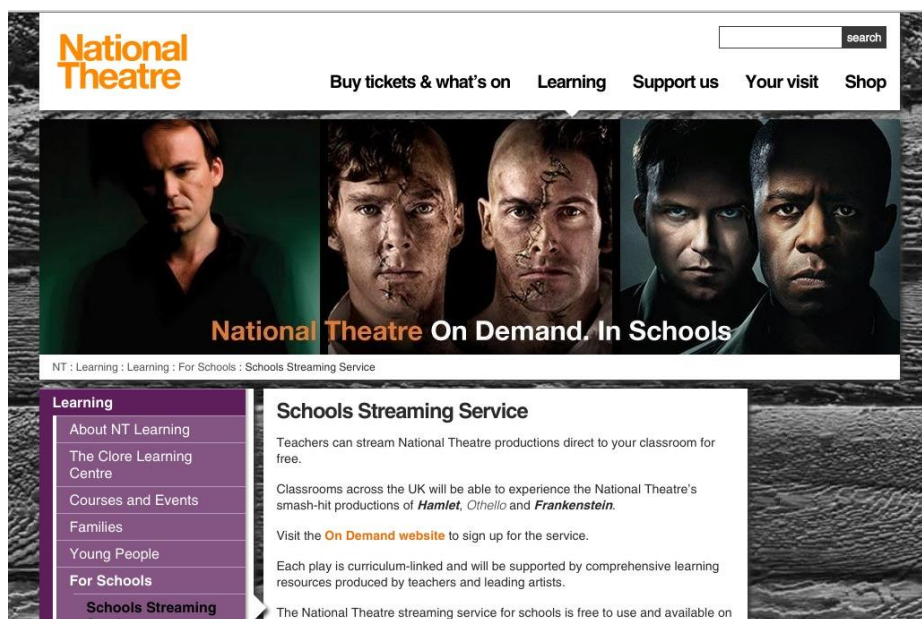 National
Theatre
search
Buy tickets & what's on Learning Support us Your visit Shop
National Theatre On Demand. In Schools
NT : Learning : Learning : For Schools : Schools Streaming Service
Learning
About NT Learning
The Clore Learning
Centre
Courses and Events
Families
Young People
For Schools
Schools Streaming
Schools Streaming Service
Teachers can stream National Theatre productions direct to your classroom for
free.
Classrooms across the UK will be able to experience the National Theatre's
smash-hit productions of Hamlet, Othello and Frankenstein.
Visit the On Demand website to sign up for the service.
Each play is curriculum-linked and will be supported by comprehensive learning
resources produced by teachers and leading artists.
The National Theatre streaming service for schools is free to use and available on